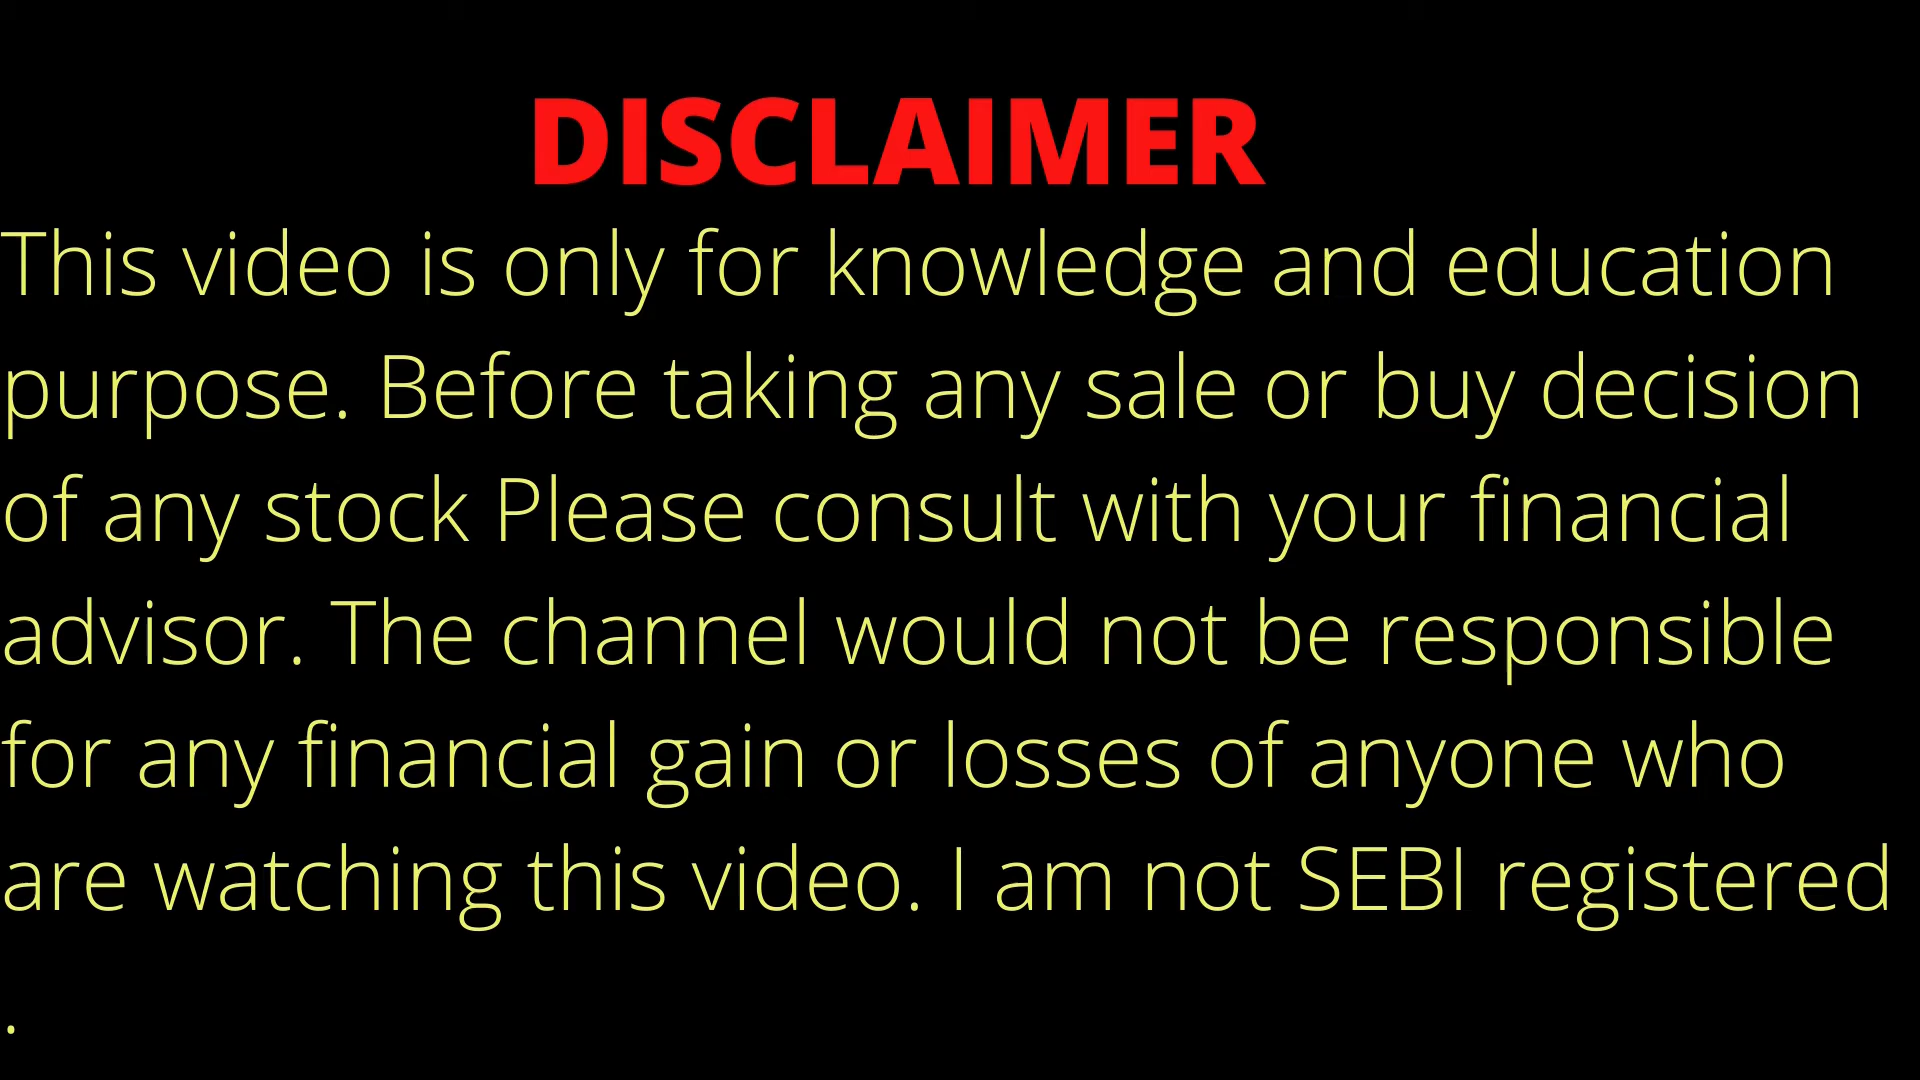 DISCLAIMER
This video is only for knowledge and education
purpose. Before taking any sale or buy decision
of any stock Please consult with your financial
advisor. The channel would not be responsible
for any financial gain or losses of anyone who
are watching this video. I am not SEBI registered
.